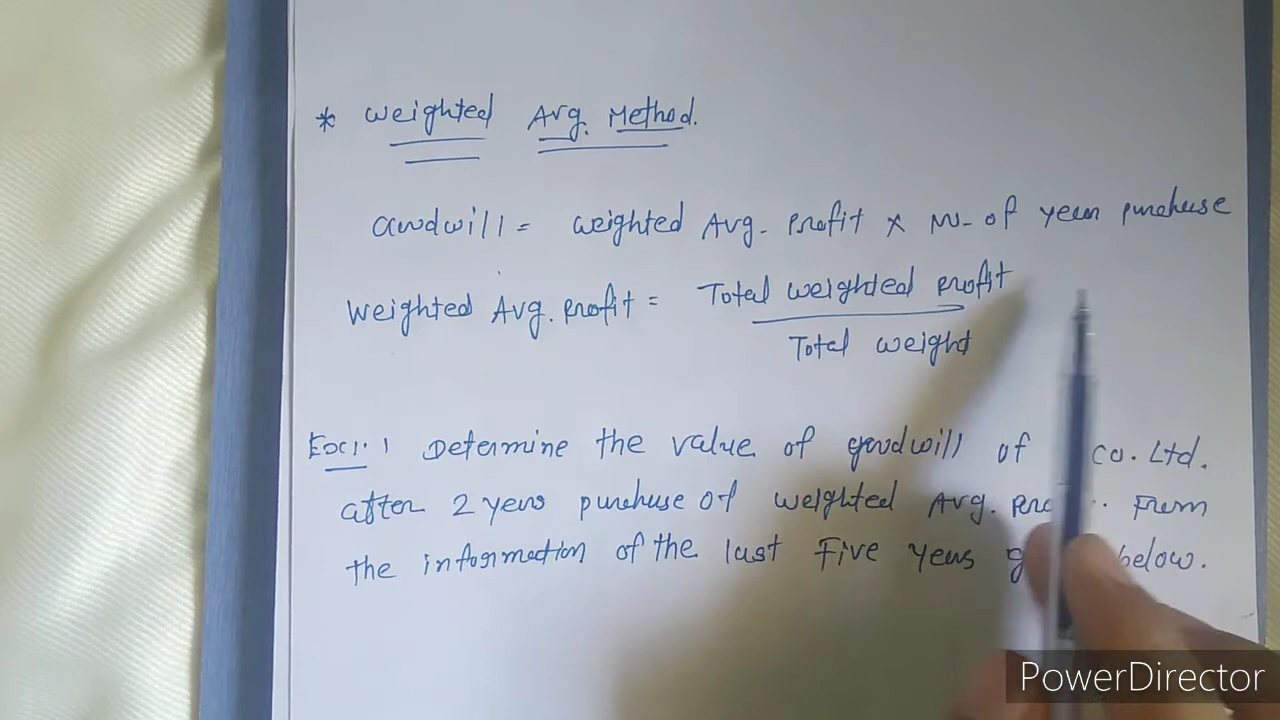 * Weighted Avg. Method.
Goodwill = Weighted Avg. Profit × No. of year purchase
Weighted Avg. Profit = Total weighted profit
Total weight
Ex: 1 Determine the value of goodwill of Co. Ltd.
after 2 years purchase of weighted Avg. From
the information of the last Five years below.
PowerDirector